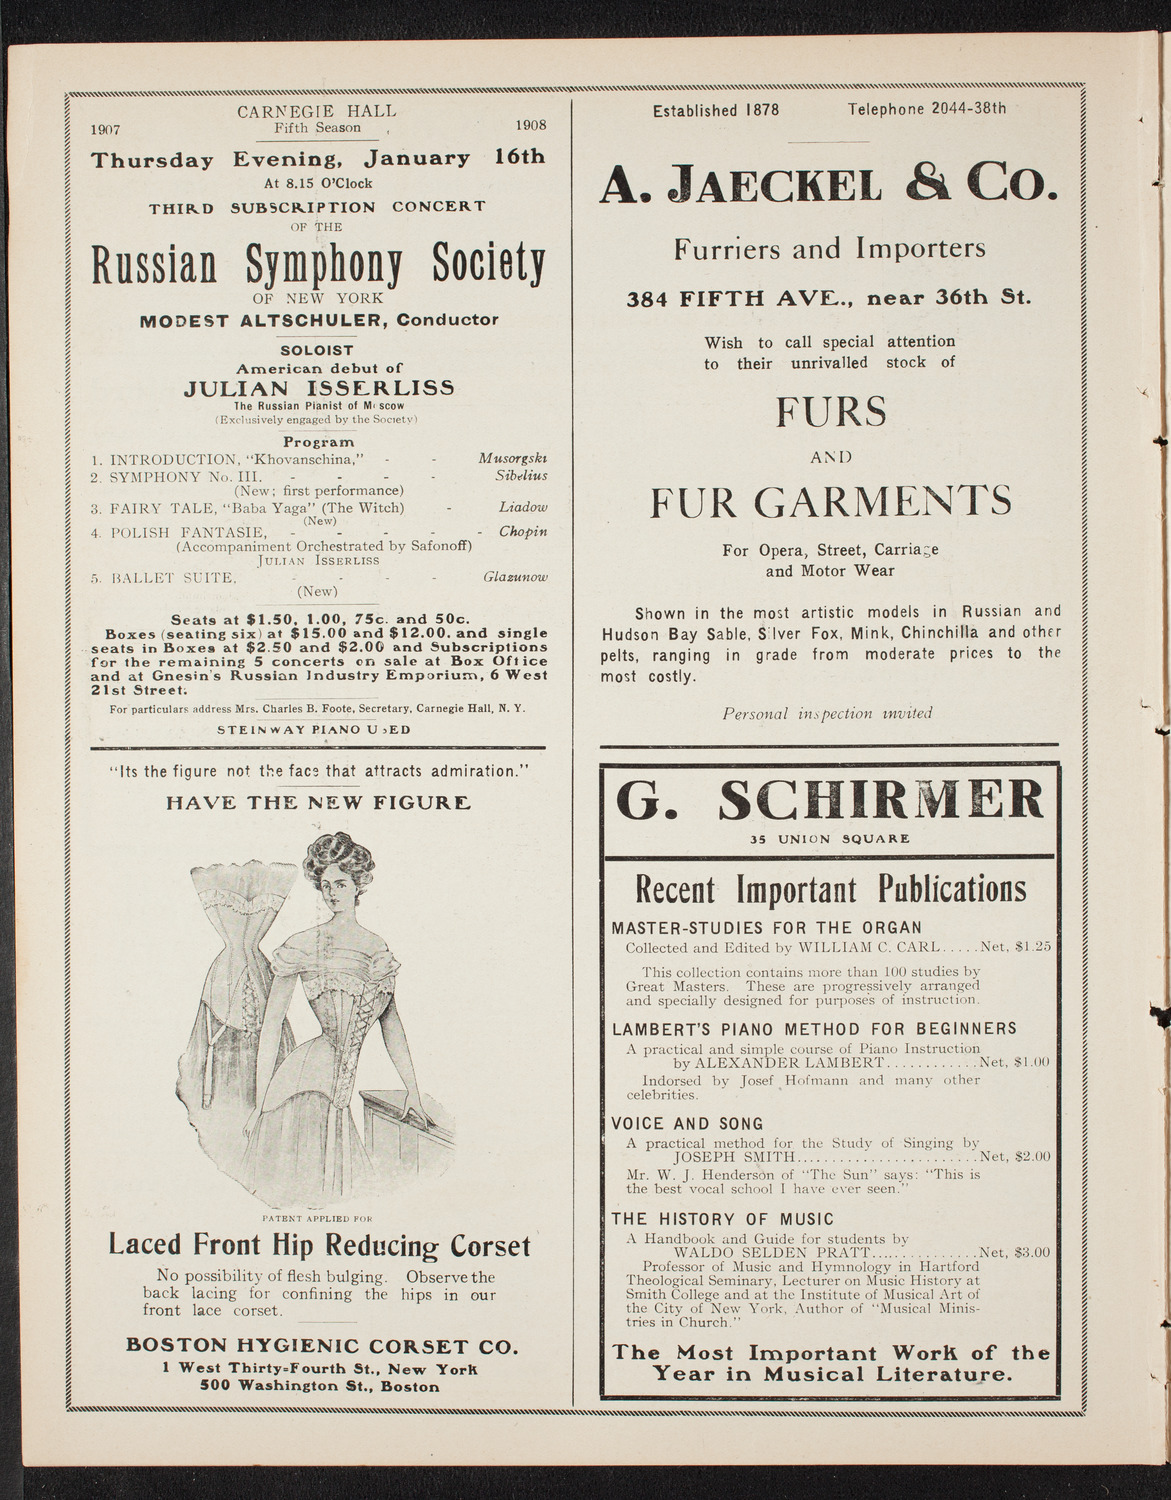 CARNEGIE HALL
1907 Fifth Season 1908
Thursday Evening, January 16th
At 8.15 O'Clock
THIRD SUBSCRIPTION CONCERT
OF THE
Russian Symphony Society
OF NEW YORK
MODEST ALTSCHULER, Conductor
SOLOIST
American debut of
JULIAN ISSERLISS
The Russian Pianist of Moscow
(Exclusively engaged by the Society)
Program
1. INTRODUCTION, "Khovanschina," - - Musorgski
2. SYMPHONY No. III. - - - - Sibelius
(New; first performance)
3. FAIRY TALE, "Baba Yaga" (The Witch) - Liadow
(New)
4. POLISH FANTASIE, - - - - - Chopin
(Accompaniment Orchestrated by Safonoff)
JULIAN ISSERLISS
5. BALLET SUITE, - - - - Glazunow
(New)
Seats at $1.50, 1.00, 75c. and 50c.
Boxes (seating six) at $15.00 and $12.00. and single
seats in Boxes at $2.50 and $2.00 and Subscriptions
for the remaining 5 concerts on sale at Box Office
and at Gnesin's Russian Industry Emporium, 6 West
21st Street.
For particulars address Mrs. Charles B. Foote, Secretary, Carnegie Hall, N. Y.
STEINWAY PIANO USED
"Its the figure not the face that attracts admiration."
HAVE THE NEW FIGURE
PATENT APPLIED FOR
Laced Front Hip Reducing Corset
No possibility of flesh bulging. Observe the
back lacing for confining the hips in our
front lace corset.
BOSTON HYGIENIC CORSET CO.
1 West Thirty-Fourth St., New York
500 Washington St., Boston
Established 1878 Telephone 2044-38th
A. JAECKEL & CO.
Furriers and Importers
384 FIFTH AVE., near 36th St.
Wish to call special attention
to their unrivalled stock of
FURS
AND
FUR GARMENTS
For Opera, Street, Carriage
and Motor Wear
Shown in the most artistic models in Russian and
Hudson Bay Sable, Silver Fox, Mink, Chinchilla and other
pelts, ranging in grade from moderate prices to the
most costly.
Personal inspection invited
G. SCHIRMER
35 UNION SQUARE
Recent Important Publications
MASTER-STUDIES FOR THE ORGAN
Collected and Edited by WILLIAM C. CARL.....Net, $1.25
This collection contains more than 100 studies by
Great Masters. These are progressively arranged
and specially designed for purposes of instruction.
LAMBERT'S PIANO METHOD FOR BEGINNERS
A practical and simple course of Piano Instruction
by ALEXANDER LAMBERT............Net, $1.00
Indorsed by Josef Hofmann and many other
celebrities.
VOICE AND SONG
A practical method for the Study of Singing by
JOSEPH SMITH........................Net, $2.00
Mr. W. J. Henderson of "The Sun" says: "This is
the best vocal school I have ever seen."
THE HISTORY OF MUSIC
A Handbook and Guide for students by
WALDO SELDEN PRATT..............Net, $3.00
Professor of Music and Hymnology in Hartford
Theological Seminary, Lecturer on Music History at
Smith College and at the Institute of Musical Art of
the City of New York, Author of "Musical Minis-
tries in Church."
The Most Important Work of the
Year in Musical Literature.